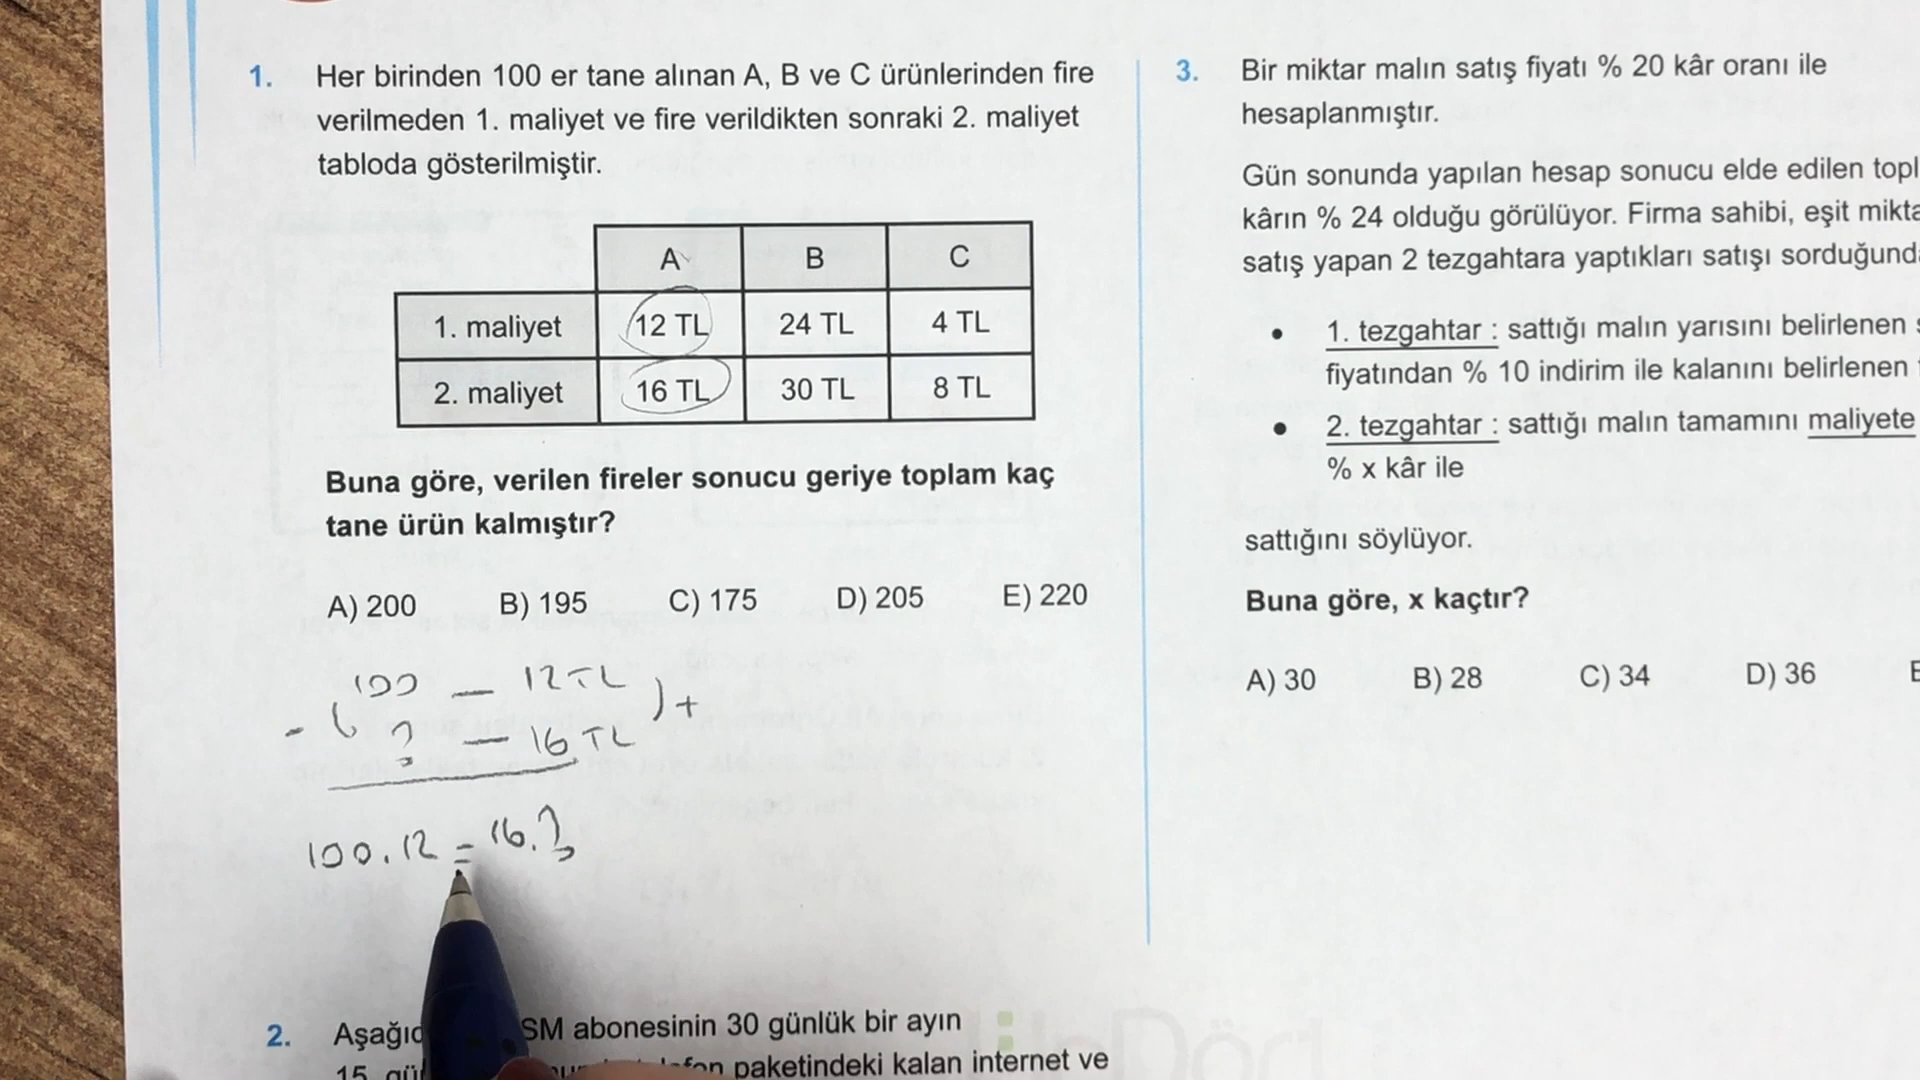 1. Her birinden 100 er tane alınan A, B ve C ürünlerinden fire
verilmeden 1. maliyet ve fire verildikten sonraki 2. maliyet
tabloda gösterilmiştir.
A B C
1. maliyet 12 TL 24 TL 4 TL
2. maliyet 16 TL 30 TL 8 TL
Buna göre, verilen fireler sonucu geriye toplam kaç
tane ürün kalmıştır?
A) 200 B) 195 C) 175 D) 205 E) 220
100 — 12 TL
- ( ? — 16 TL ) +
100.12 = 16.?
2.
SM abonesinin 30 günlük bir ayın
15 paketindeki kalan internet ve
3. Bir miktar malın satış fiyatı % 20 kâr oranı ile
hesaplanmıştır.
Gün sonunda yapılan hesap sonucu elde edilen
kârın % 24 olduğu görülüyor. Firma sahibi, eşit
satış yapan 2 tezgahtara yaptıkları satışı
• 1. tezgahtar : sattığı malın yarısını belirlenen
fiyatından % 10 indirim ile kalanını belirlenen
• 2. tezgahtar : sattığı malın tamamını maliyete
% x kâr ile
sattığını söylüyor.
Buna göre, x kaçtır?
A) 30 B) 28 C) 34 D) 36